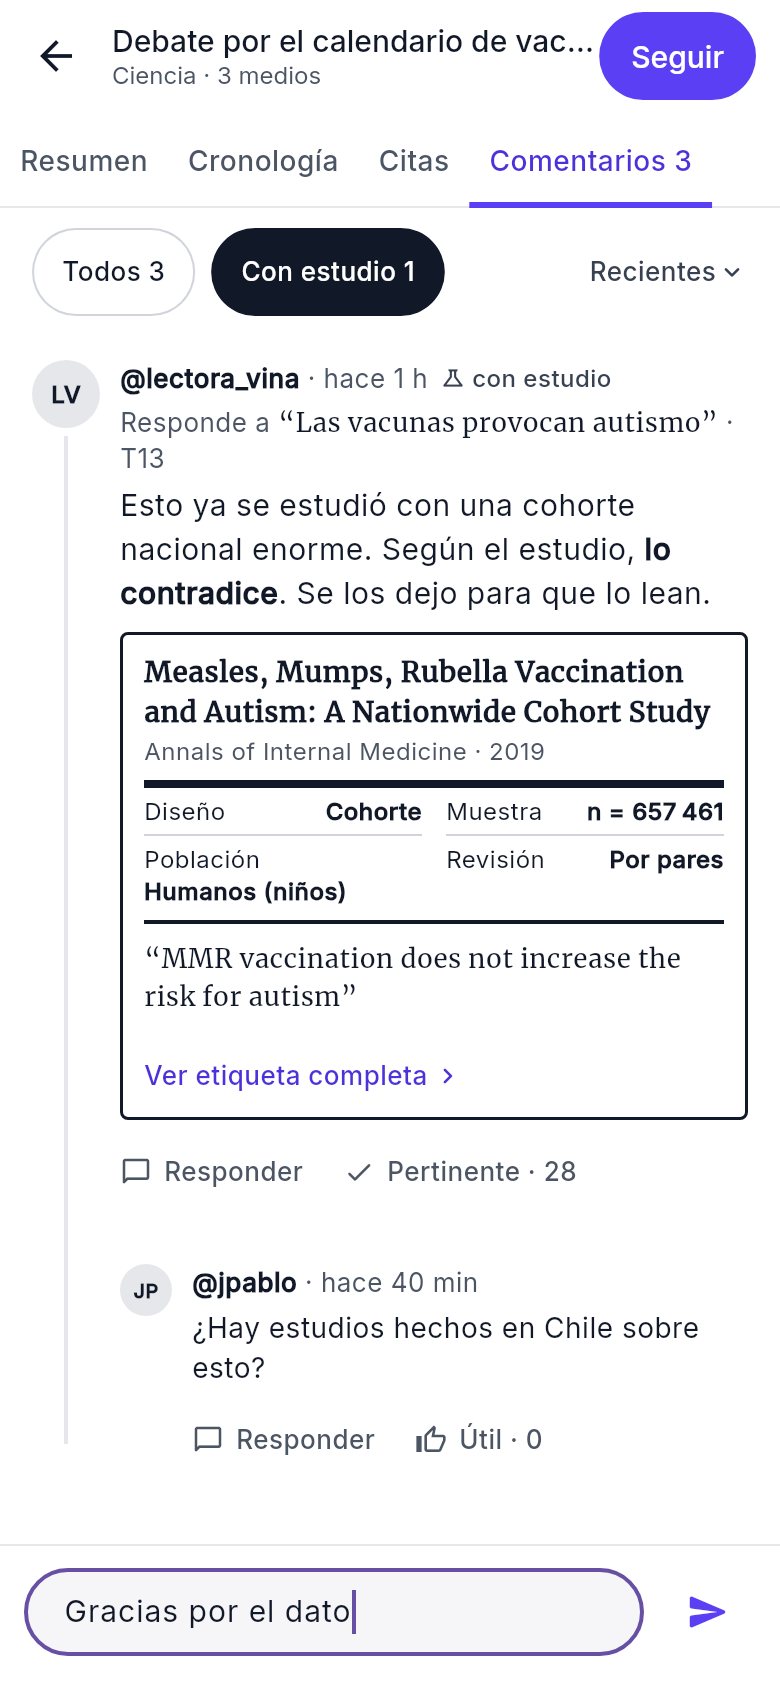 Debate por el calendario de vac...
Ciencia · 3 medios
Seguir
Resumen
Cronología
Citas
Comentarios 3
Todos 3
Con estudio 1
Recientes
LV
@lectora_vina · hace 1 h con estudio
Responde a “Las vacunas provocan autismo” ·
T13
Esto ya se estudió con una cohorte
nacional enorme. Según el estudio, lo
contradice. Se los dejo para que lo lean.
Measles, Mumps, Rubella Vaccination
and Autism: A Nationwide Cohort Study
Annals of Internal Medicine · 2019
Diseño Cohorte
Muestra n = 657 461
Población
Humanos (niños)
Revisión Por pares
“MMR vaccination does not increase the
risk for autism”
Ver etiqueta completa
Responder
Pertinente · 28
JP
@jpablo · hace 40 min
¿Hay estudios hechos en Chile sobre
esto?
Responder
Útil · 0
Gracias por el dato